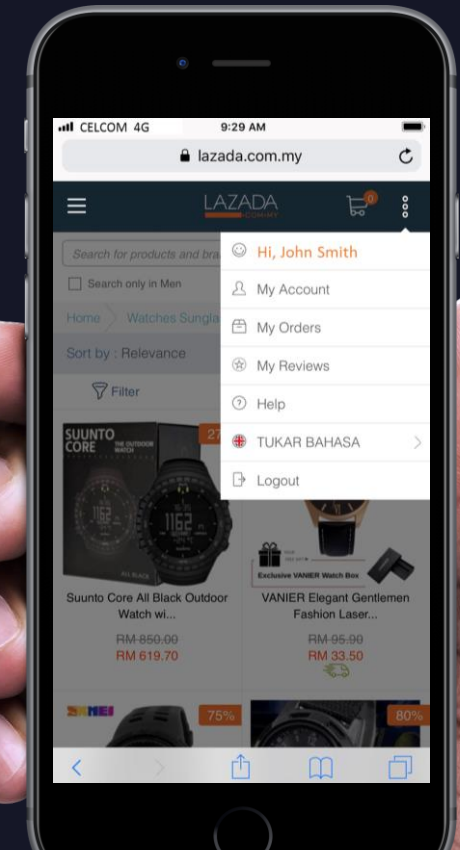 CELCOM 4G
9:29 AM
lazada.com.my
LAZADA
.COM.MY
0
Search for products and bra
Search only in Men
Home
Watches Sungla
Sort by : Relevance
Filter
Hi, John Smith
My Account
My Orders
My Reviews
Help
TUKAR BAHASA
Logout
SUUNTO
CORE
THE OUTDOOR
WATCH
27
1162
1162
ALL BLACK
Exclusive VANIER Watch Box
Suunto Core All Black Outdoor
Watch wi...
RM 850.00
RM 619.70
VANIER Elegant Gentlemen
Fashion Laser...
RM 95.90
RM 33.50
SKMEI
75%
80%